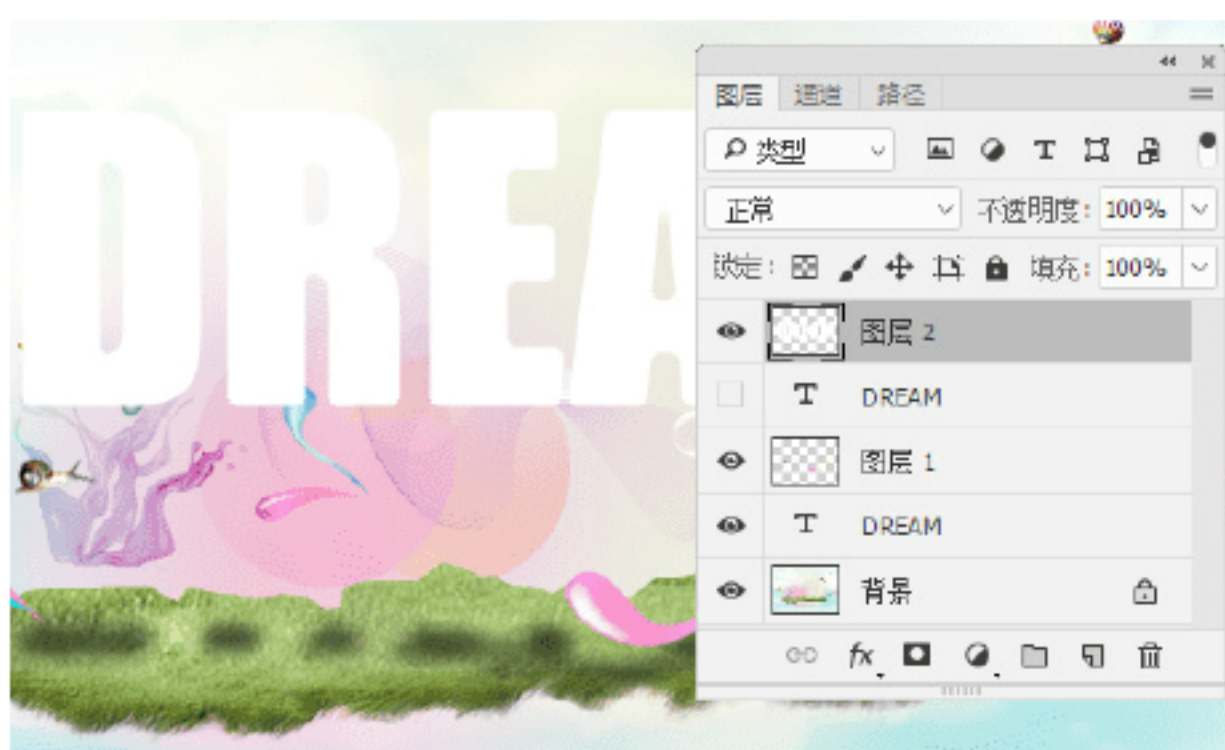 DREA
图层 通道 路径
类型
正常 不透明度: 100%
锁定: 填充: 100%
图层 2
T DREAM
图层 1
T DREAM
背景
fx